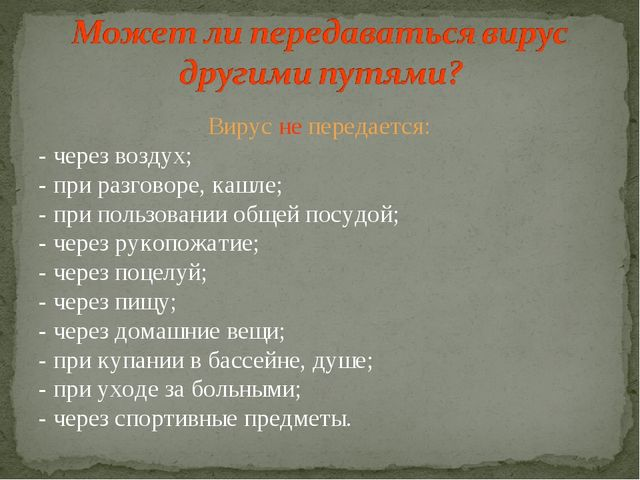 Может ли передаваться вирус
другими путями?
Вирус не передается:
- через воздух;
- при разговоре, кашле;
- при пользовании общей посудой;
- через рукопожатие;
- через поцелуй;
- через пищу;
- через домашние вещи;
- при купании в бассейне, душе;
- при уходе за больными;
- через спортивные предметы.